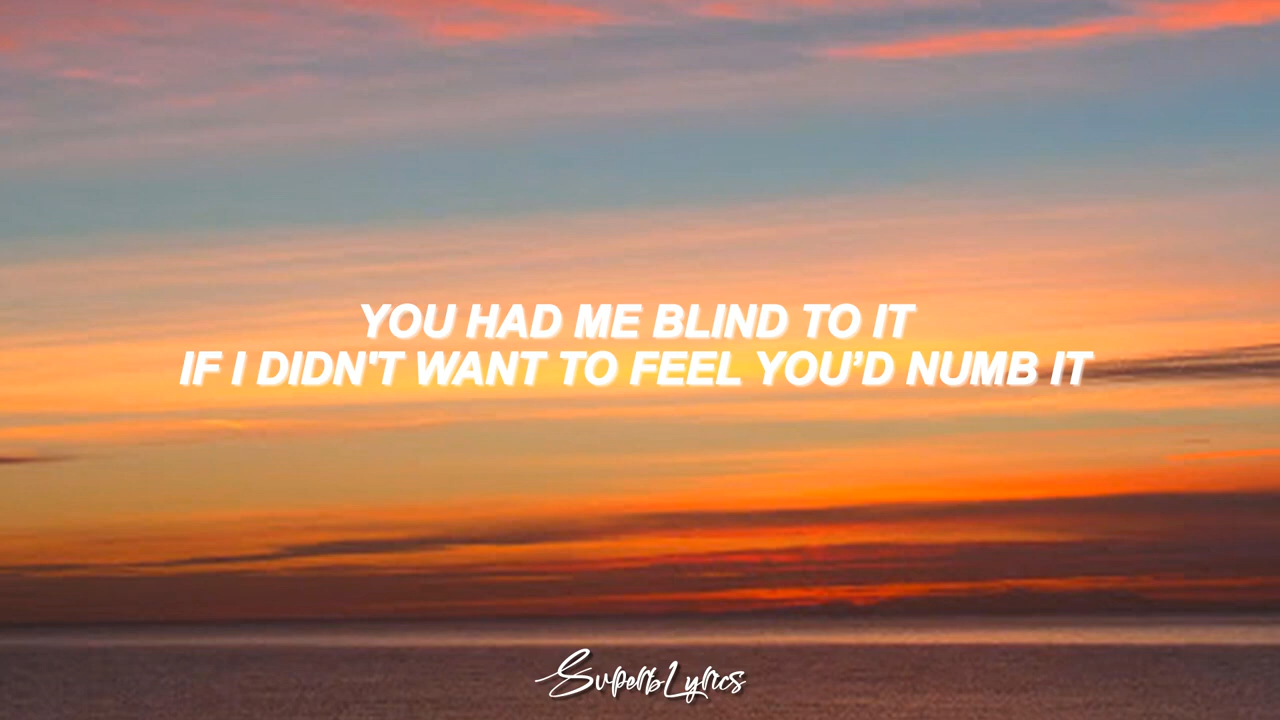 YOU HAD ME BLIND TO IT
IF I DIDN'T WANT TO FEEL YOU’D NUMB IT
SuperbLyrics